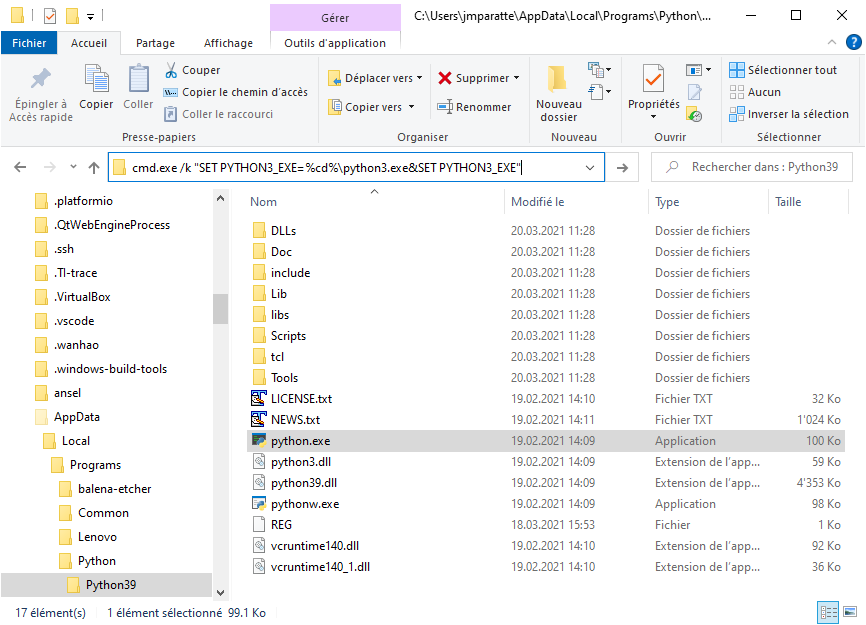 Gérer
C:\Users\jmparatte\AppData\Local\Programs\Python\...
Fichier
Accueil
Partage
Affichage
Outils d'application
Épingler à
Accès rapide
Copier
Coller
Couper
Copier le chemin d'accès
Coller le raccourci
Presse-papiers
Déplacer vers
Copier vers
Supprimer
Renommer
Organiser
Nouveau
dossier
Nouveau
Propriétés
Ouvrir
Sélectionner tout
Aucun
Inverser la sélection
Sélectionner
cmd.exe /k "SET PYTHON3_EXE=%cd%\python3.exe&SET PYTHON3_EXE"
Rechercher dans : Python39
.platformio
.QtWebEngineProcess
.ssh
.TI-trace
.VirtualBox
.vscode
.wanhao
.windows-build-tools
ansel
AppData
Local
Programs
balena-etcher
Common
Lenovo
Python
Python39
Nom Modifié le Type Taille
DLLs 20.03.2021 11:28 Dossier de fichiers
Doc 20.03.2021 11:28 Dossier de fichiers
include 20.03.2021 11:28 Dossier de fichiers
Lib 20.03.2021 11:28 Dossier de fichiers
libs 20.03.2021 11:28 Dossier de fichiers
Scripts 20.03.2021 11:28 Dossier de fichiers
tcl 20.03.2021 11:28 Dossier de fichiers
Tools 20.03.2021 11:28 Dossier de fichiers
LICENSE.txt 19.02.2021 14:10 Fichier TXT 32 Ko
NEWS.txt 19.02.2021 14:11 Fichier TXT 1'024 Ko
python.exe 19.02.2021 14:09 Application 100 Ko
python3.dll 19.02.2021 14:09 Extension de l'app... 59 Ko
python39.dll 19.02.2021 14:09 Extension de l'app... 4'353 Ko
pythonw.exe 19.02.2021 14:09 Application 98 Ko
REG 18.03.2021 15:53 Fichier 1 Ko
vcruntime140.dll 19.02.2021 14:10 Extension de l'app... 92 Ko
vcruntime140_1.dll 19.02.2021 14:10 Extension de l'app... 36 Ko
17 élément(s) 1 élément sélectionné 99.1 Ko